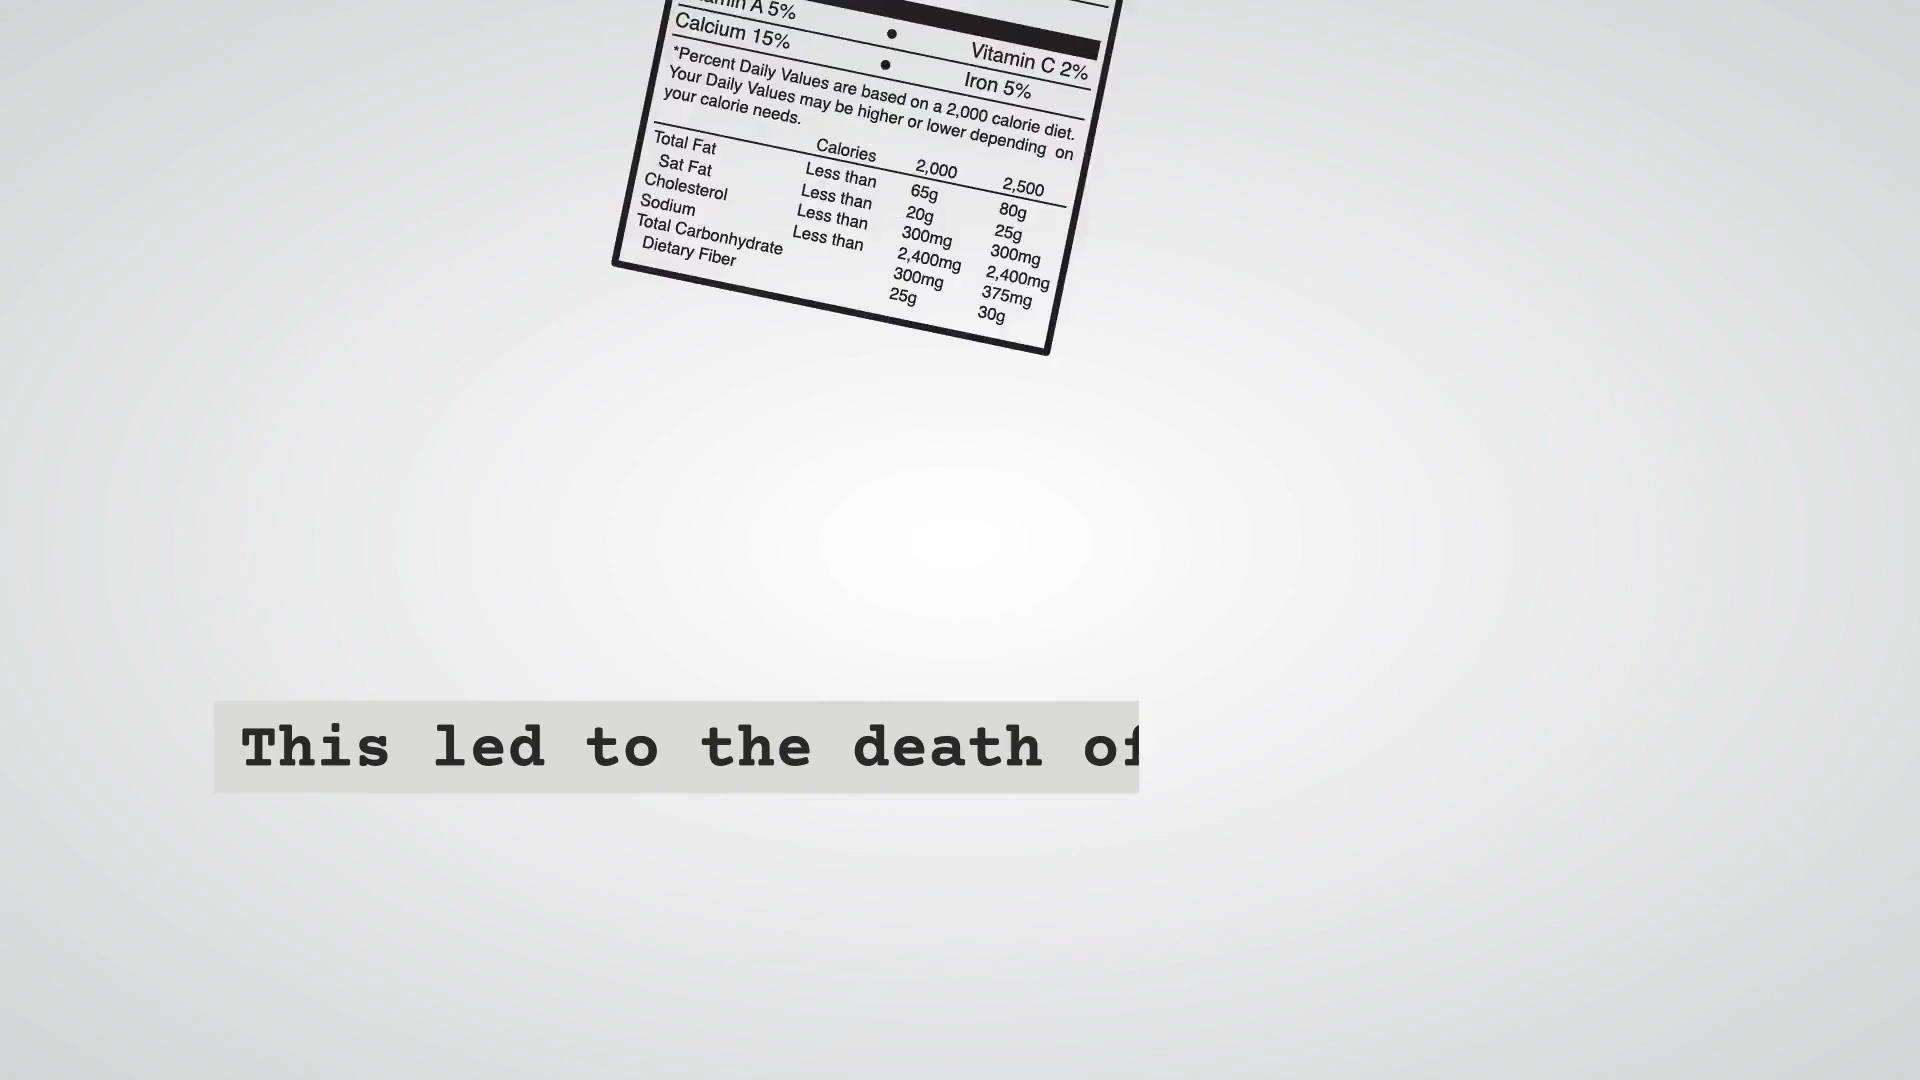 A 5%
Vitamin C 2%
Calcium 15%
Iron 5%
*Percent Daily Values are based on a 2,000 calorie diet.
Your Daily Values may be higher or lower depending on
your calorie needs.
Calories 2,000 2,500
Total Fat Less than 65g 80g
Sat Fat Less than 20g 25g
Cholesterol Less than 300mg 300mg
Sodium Less than 2,400mg 2,400mg
Total Carbonhydrate 300mg 375mg
Dietary Fiber 25g 30g
This led to the death of